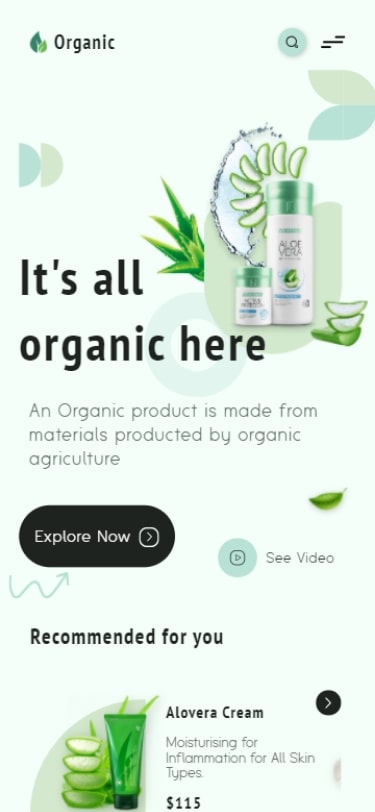 Organic
ALOE
VERA
It's all
organic here
An Organic product is made from
materials producted by organic
agriculture
Explore Now
See Video
Recommended for you
Alovera Cream
Moisturising for
Inflammation for All Skin
Types.
$115